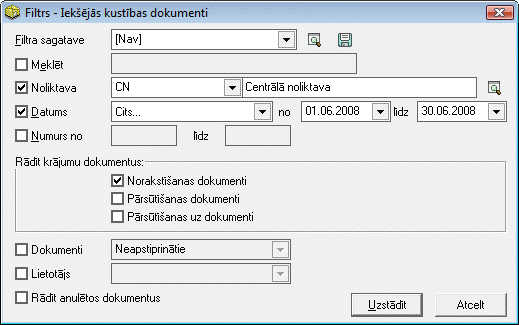 Filtrs - Iekšējās kustības dokumenti
Filtra sagatave [Nav]
Meklēt
Noliktava CN Centrālā noliktava
Datums Cits... no 01.06.2008 līdz 30.06.2008
Numurs no līdz
Rādīt krājumu dokumentus:
Norakstīšanas dokumenti
Pārsūtīšanas dokumenti
Pārsūtīšanas uz dokumenti
Dokumenti Neapstiprinātie
Lietotājs
Rādīt anulētos dokumentus
Uzstādīt Atcelt